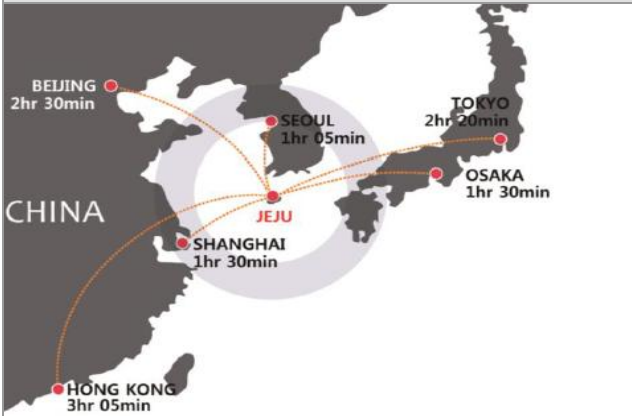 BEIJING
2hr 30min
SEOUL
1hr 05min
TOKYO
2hr 20min
OSAKA
1hr 30min
CHINA
JEJU
SHANGHAI
1hr 30min
HONG KONG
3hr 05min